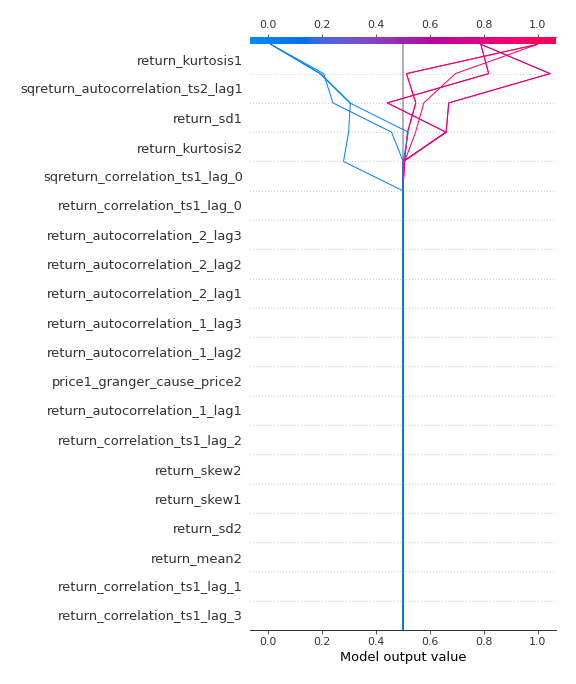 0.0 0.2 0.4 0.6 0.8 1.0
return_kurtosis1
sqreturn_autocorrelation_ts2_lag1
return_sd1
return_kurtosis2
sqreturn_correlation_ts1_lag_0
return_correlation_ts1_lag_0
return_autocorrelation_2_lag3
return_autocorrelation_2_lag2
return_autocorrelation_2_lag1
return_autocorrelation_1_lag3
return_autocorrelation_1_lag2
price1_granger_cause_price2
return_autocorrelation_1_lag1
return_correlation_ts1_lag_2
return_skew2
return_skew1
return_sd2
return_mean2
return_correlation_ts1_lag_1
return_correlation_ts1_lag_3
0.0 0.2 0.4 0.6 0.8 1.0
Model output value